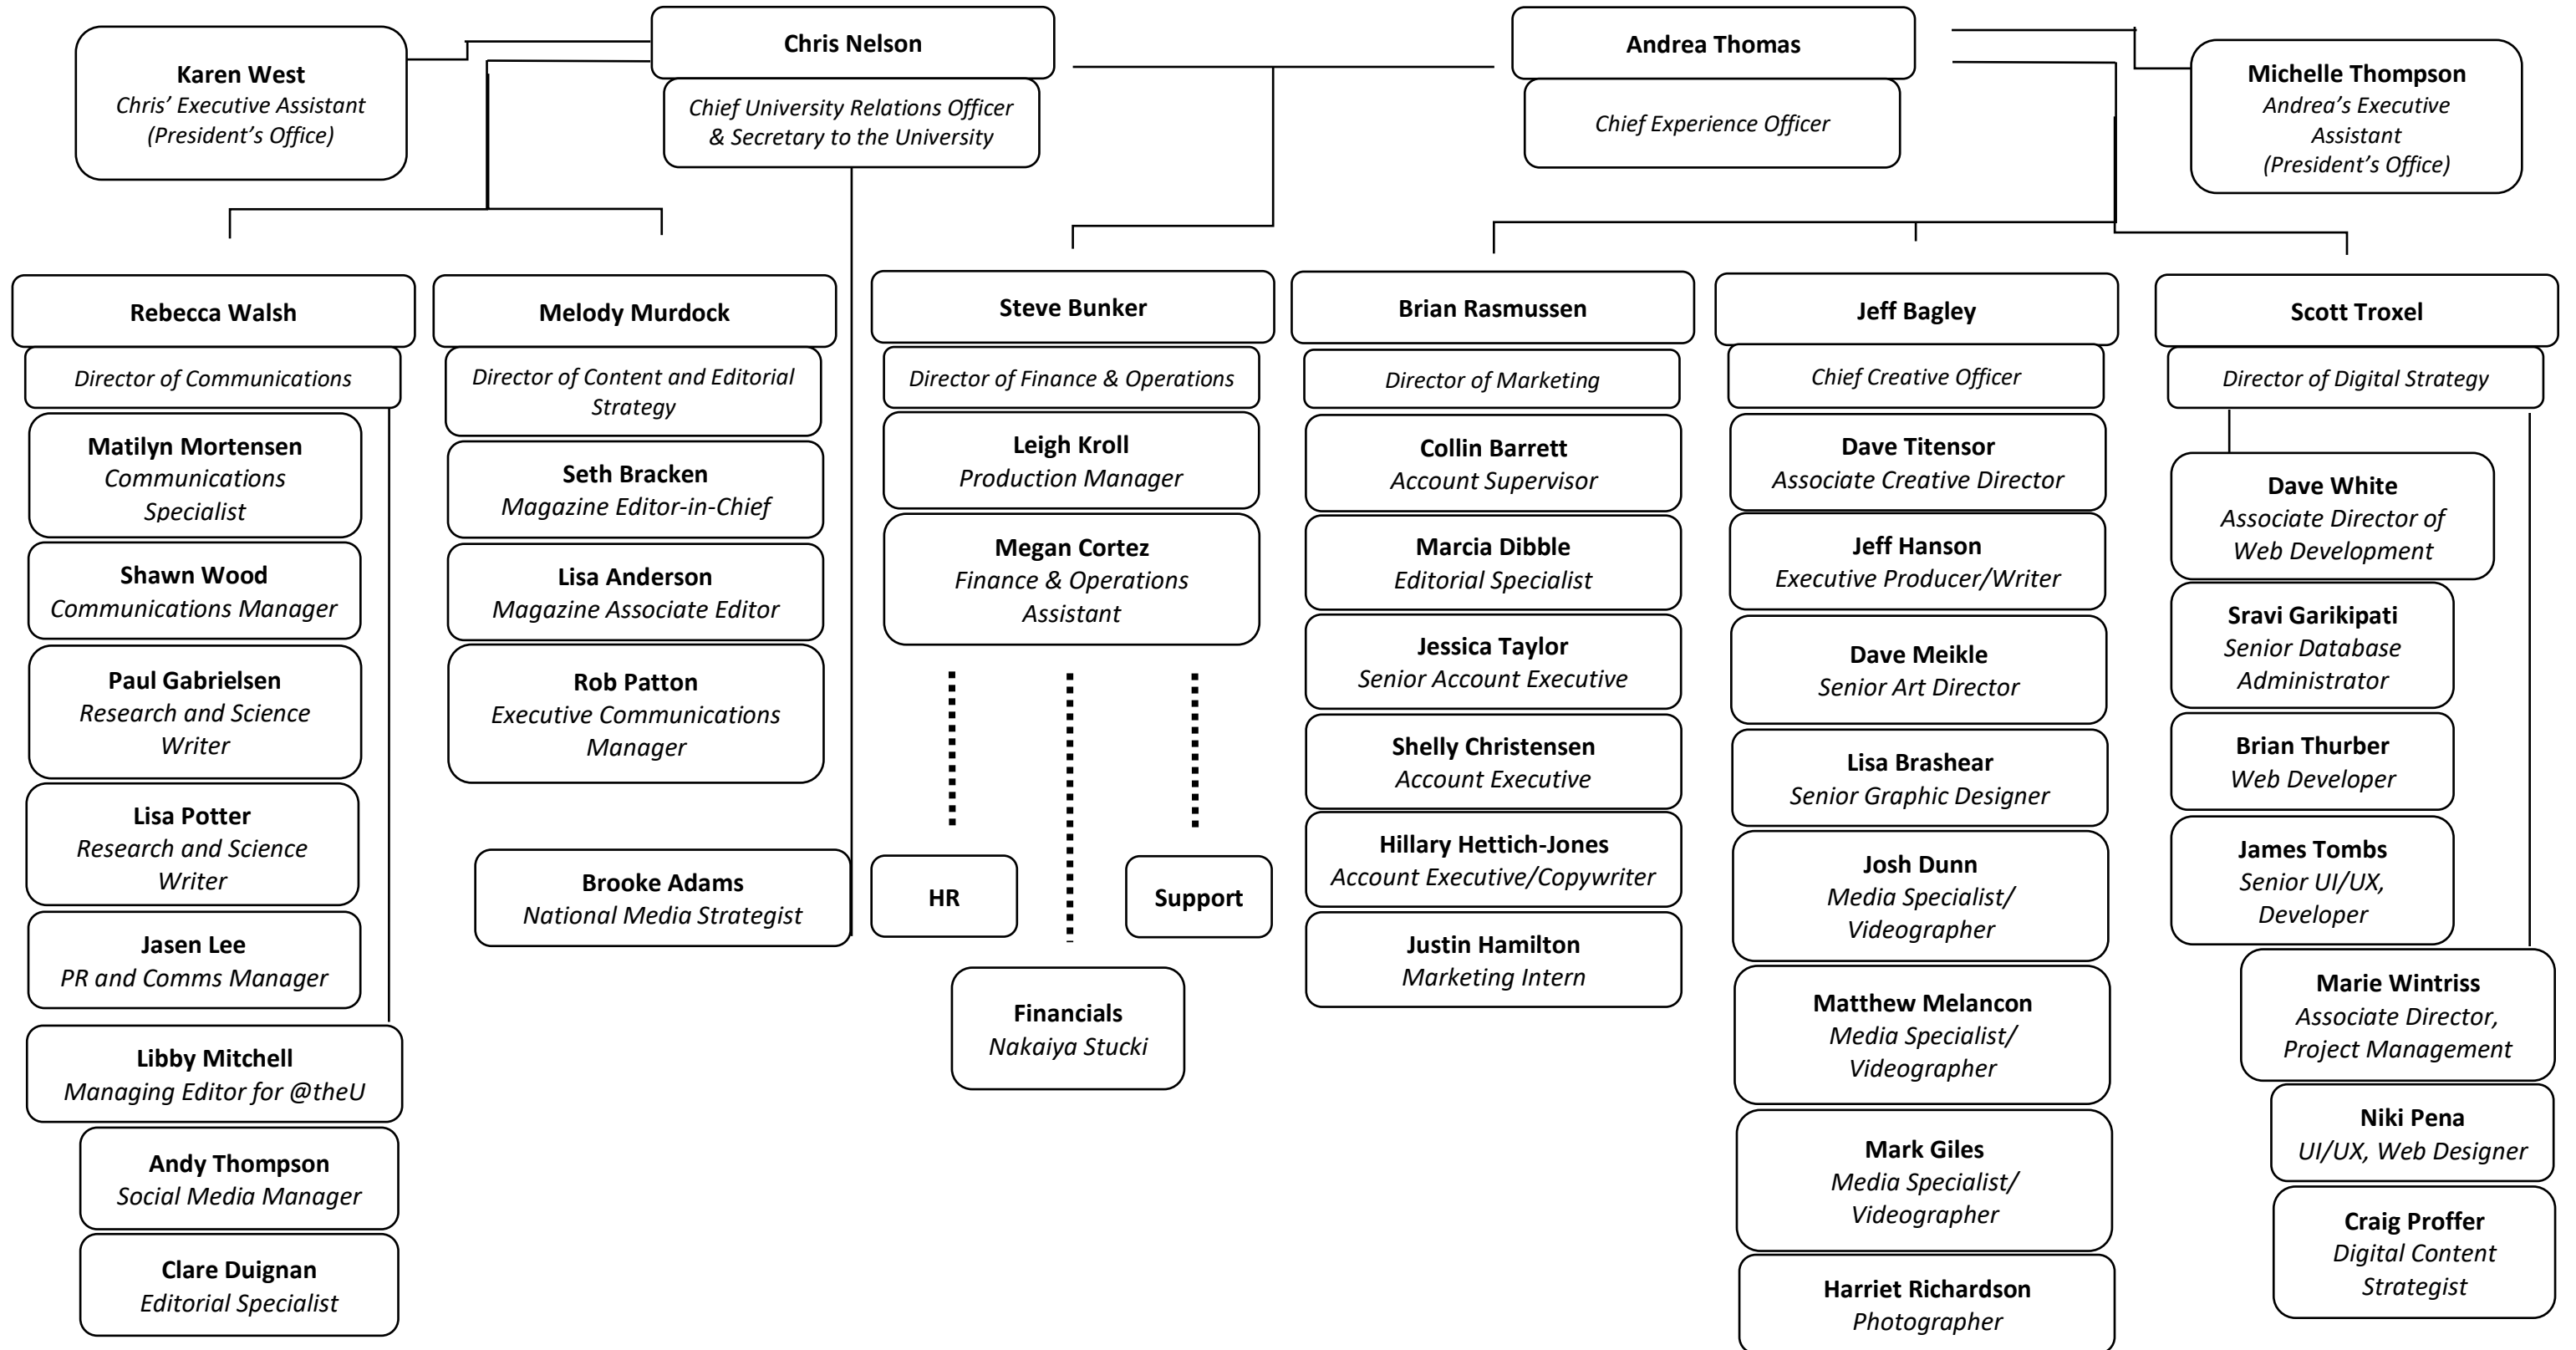 Karen West
Chris’ Executive Assistant
(President’s Office)
Chris Nelson
Chief University Relations Officer
& Secretary to the University
Andrea Thomas
Chief Experience Officer
Michelle Thompson
Andrea’s Executive
Assistant
(President’s Office)
Rebecca Walsh
Director of Communications
Matilyn Mortensen
Communications
Specialist
Shawn Wood
Communications Manager
Paul Gabrielsen
Research and Science
Writer
Lisa Potter
Research and Science
Writer
Jasen Lee
PR and Comms Manager
Libby Mitchell
Managing Editor for @theU
Andy Thompson
Social Media Manager
Clare Duignan
Editorial Specialist
Melody Murdock
Director of Content and Editorial
Strategy
Seth Bracken
Magazine Editor-in-Chief
Lisa Anderson
Magazine Associate Editor
Rob Patton
Executive Communications
Manager
Brooke Adams
National Media Strategist
Steve Bunker
Director of Finance & Operations
Leigh Kroll
Production Manager
Megan Cortez
Finance & Operations
Assistant
HR
Support
Financials
Nakaiya Stucki
Brian Rasmussen
Director of Marketing
Collin Barrett
Account Supervisor
Marcia Dibble
Editorial Specialist
Jessica Taylor
Senior Account Executive
Shelly Christensen
Account Executive
Hillary Hettich-Jones
Account Executive/Copywriter
Justin Hamilton
Marketing Intern
Jeff Bagley
Chief Creative Officer
Dave Titensor
Associate Creative Director
Jeff Hanson
Executive Producer/Writer
Dave Meikle
Senior Art Director
Lisa Brashear
Senior Graphic Designer
Josh Dunn
Media Specialist/
Videographer
Matthew Melancon
Media Specialist/
Videographer
Mark Giles
Media Specialist/
Videographer
Harriet Richardson
Photographer
Scott Troxel
Director of Digital Strategy
Dave White
Associate Director of
Web Development
Sravi Garikipati
Senior Database
Administrator
Brian Thurber
Web Developer
James Tombs
Senior UI/UX,
Developer
Marie Wintriss
Associate Director,
Project Management
Niki Pena
UI/UX, Web Designer
Craig Proffer
Digital Content
Strategist